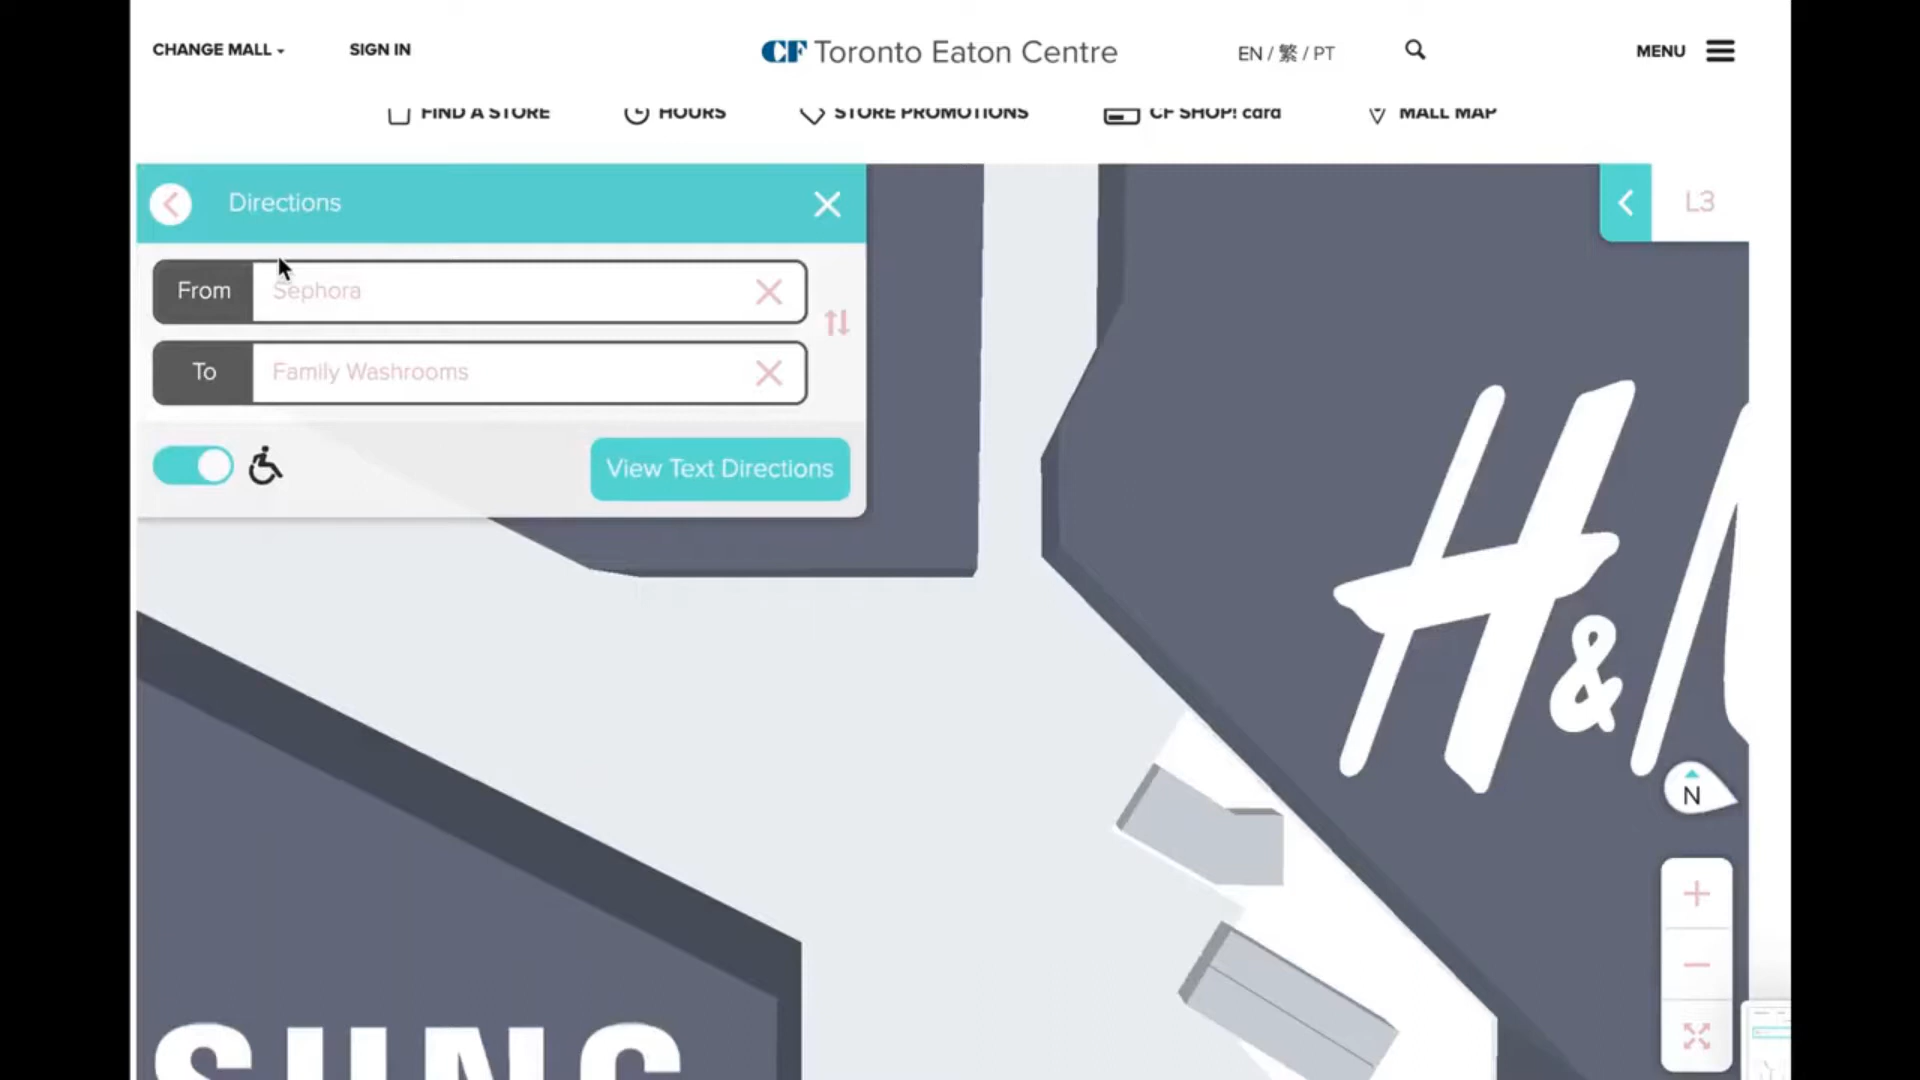 CHANGE MALL
SIGN IN
CF Toronto Eaton Centre
EN / 繁 / PT
MENU
FIND A STORE
HOURS
STORE PROMOTIONS
CF SHOP! card
MALL MAP
Directions
L3
From
Sephora
To
Family Washrooms
View Text Directions
H&
N
SUNG